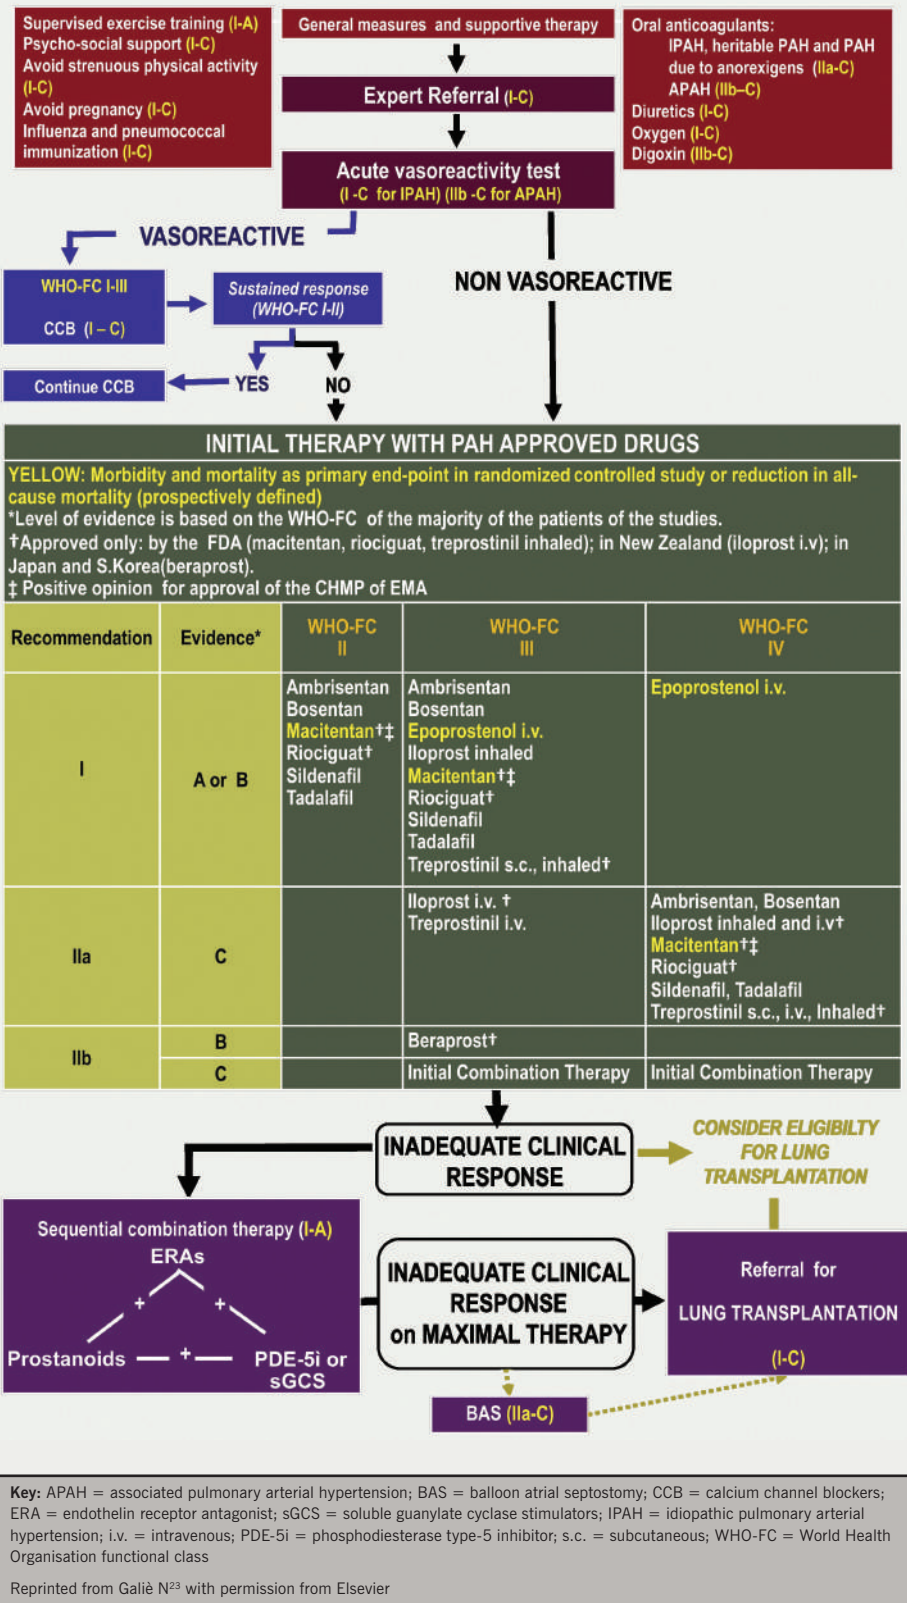 Supervised exercise training (I-A)
Psycho-social support (I-C)
Avoid strenuous physical activity
(I-C)
Avoid pregnancy (I-C)
Influenza and pneumococcal
immunization (I-C)
General measures and supportive therapy
Expert Referral (I-C)
Acute vasoreactivity test
(I -C for IPAH) (IIb -C for APAH)
Oral anticoagulants:
IPAH, heritable PAH and PAH
due to anorexigens (IIa-C)
APAH (IIb–C)
Diuretics (I-C)
Oxygen (I-C)
Digoxin (IIb-C)
VASOREACTIVE
NON VASOREACTIVE
WHO-FC I-III
CCB (I – C)
Sustained response
(WHO-FC I-II)
Continue CCB
YES
NO
INITIAL THERAPY WITH PAH APPROVED DRUGS
YELLOW: Morbidity and mortality as primary end-point in randomized controlled study or reduction in all-
cause mortality (prospectively defined)
*Level of evidence is based on the WHO-FC of the majority of the patients of the studies.
†Approved only: by the FDA (macitentan, riociguat, treprostinil inhaled); in New Zealand (iloprost i.v); in
Japan and S.Korea(beraprost).
‡ Positive opinion for approval of the CHMP of EMA
Recommendation
Evidence*
WHO-FC
II
WHO-FC
III
WHO-FC
IV
I
A or B
Ambrisentan
Bosentan
Macitentan†‡
Riociguat†
Sildenafil
Tadalafil
Ambrisentan
Bosentan
Epoprostenol i.v.
Iloprost inhaled
Macitentan†‡
Riociguat†
Sildenafil
Tadalafil
Treprostinil s.c., inhaled†
Epoprostenol i.v.
IIa
C
Iloprost i.v. †
Treprostinil i.v.
Ambrisentan, Bosentan
Iloprost inhaled and i.v†
Macitentan†‡
Riociguat†
Sildenafil, Tadalafil
Treprostinil s.c., i.v., Inhaled†
IIb
B
Beraprost†
C
Initial Combination Therapy
Initial Combination Therapy
INADEQUATE CLINICAL
RESPONSE
CONSIDER ELIGIBILTY
FOR LUNG
TRANSPLANTATION
Sequential combination therapy (I-A)
ERAs
+
+
Prostanoids
+
PDE-5i or
sGCS
INADEQUATE CLINICAL
RESPONSE
on MAXIMAL THERAPY
Referral for
LUNG TRANSPLANTATION
(I-C)
BAS (IIa-C)
Key: APAH = associated pulmonary arterial hypertension; BAS = balloon atrial septostomy; CCB = calcium channel blockers;
ERA = endothelin receptor antagonist; sGCS = soluble guanylate cyclase stimulators; IPAH = idiopathic pulmonary arterial
hypertension; i.v. = intravenous; PDE-5i = phosphodiesterase type-5 inhibitor; s.c. = subcutaneous; WHO-FC = World Health
Organisation functional class
Reprinted from Galiè N23 with permission from Elsevier